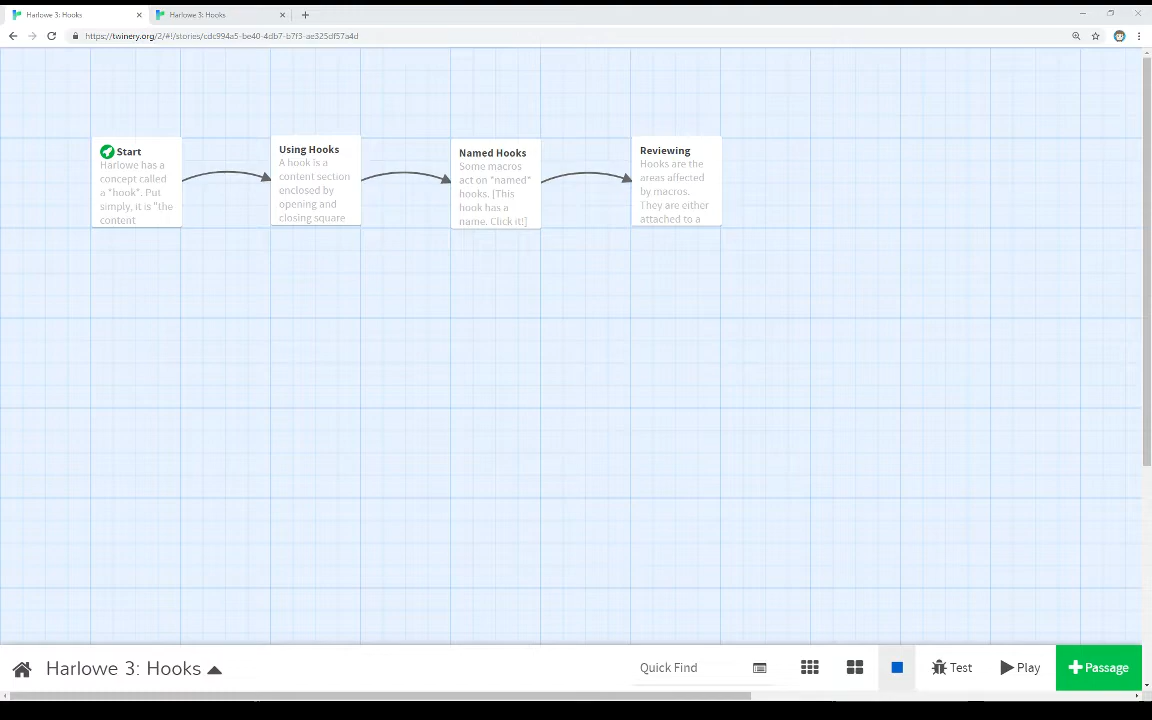 Harlowe 3: Hooks
Harlowe 3: Hooks
https://twinery.org/2/#!/stories/cdc994a5-be40-4db7-b7f3-ae325df57a4d
Start
Harlowe has a
concept called
a "hook". Put
simply, it is "the
content
Using Hooks
A hook is a
content section
enclosed by
opening and
closing square
Named Hooks
Some macros
act on *named*
hooks. [This
hook has a
name. Click it!]
Reviewing
Hooks are the
areas affected
by macros.
They are either
attached to a
Harlowe 3: Hooks
Quick Find
Test
Play
+Passage